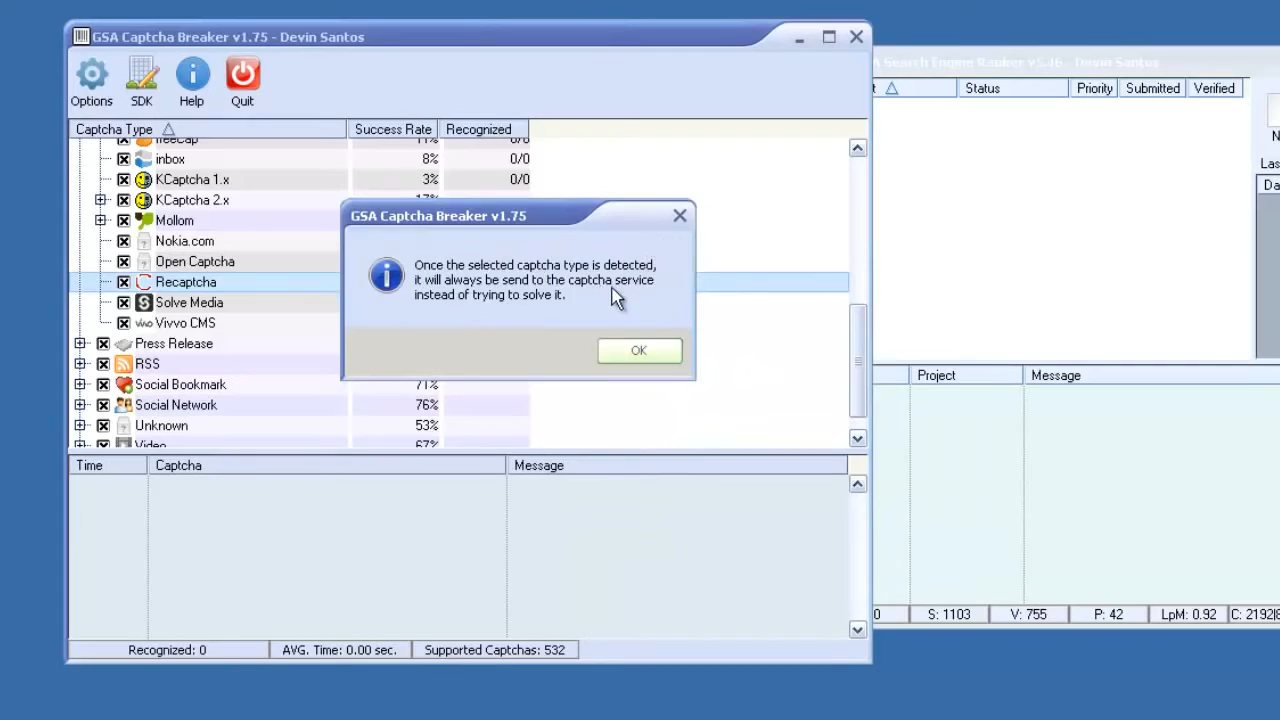 GSA Captcha Breaker v1.75 - Devin Santos
Options SDK Help Quit
Captcha Type Success Rate Recognized
freeCap 11% 0/0
inbox 8% 0/0
KCaptcha 1.x 3% 0/0
KCaptcha 2.x 17%
Mollom
Nokia.com
Open Captcha
Recaptcha
Solve Media
Vivvo CMS
Press Release
RSS
Social Bookmark 71%
Social Network 76%
Unknown 53%
Video 67%
GSA Captcha Breaker v1.75
Once the selected captcha type is detected,
it will always be send to the captcha service
instead of trying to solve it.
OK
Time Captcha Message
Recognized: 0 AVG. Time: 0.00 sec. Supported Captchas: 532
Search Engine Ranker v5.46 - Devin Santos
Status Priority Submitted Verified
Project Message
0 S: 1103 V: 755 P: 42 LpM: 0.92 C: 2192